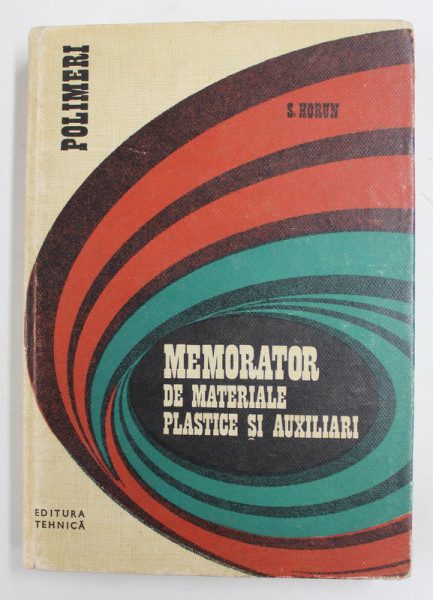 POLIMERI
S. HORUN
MEMORATOR
DE MATERIALE
PLASTICE ȘI AUXILIARI
EDITURA
TEHNICĂ